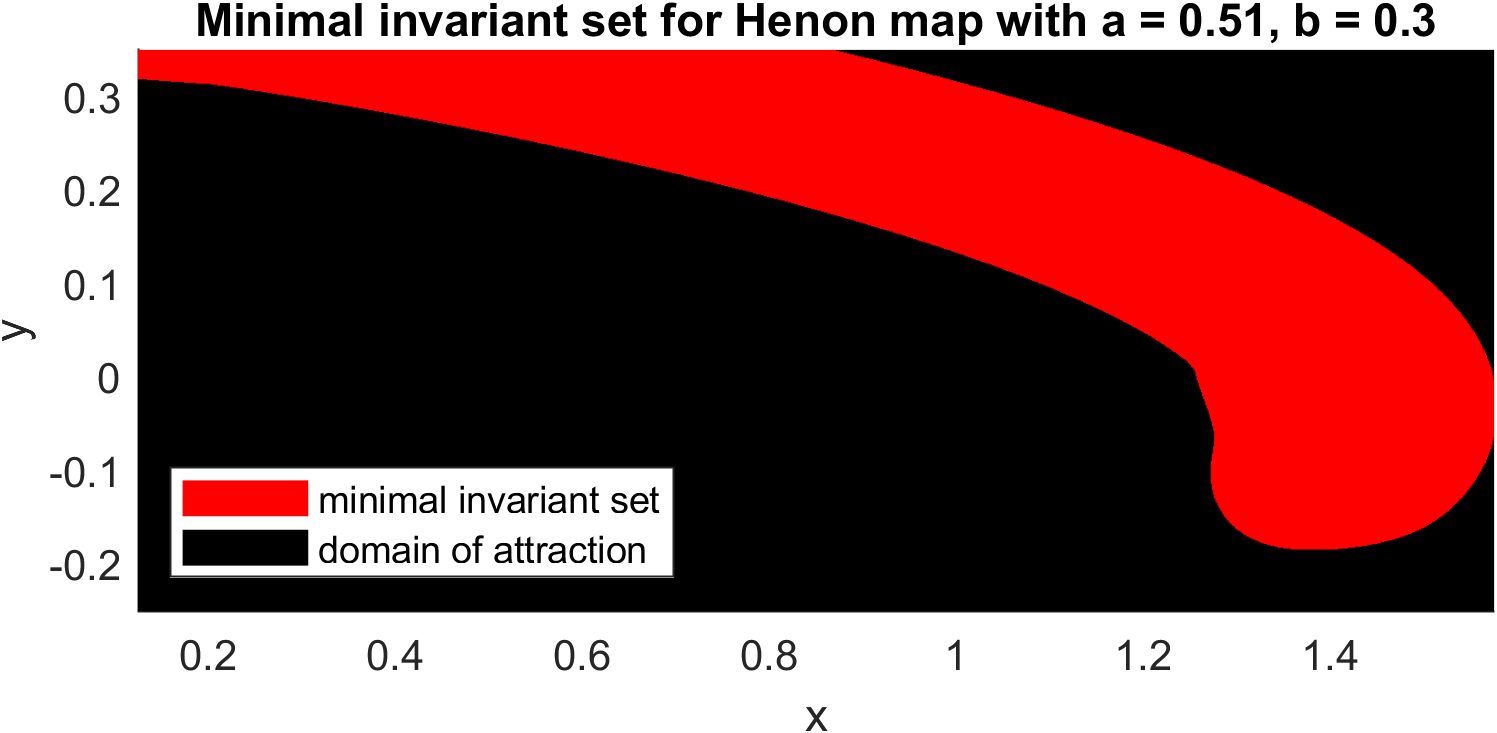 Minimal invariant set for Henon map with a = 0.51, b = 0.3
0.3
0.2
0.1
0
-0.1
-0.2
y
minimal invariant set
domain of attraction
0.2 0.4 0.6 0.8 1 1.2 1.4
x